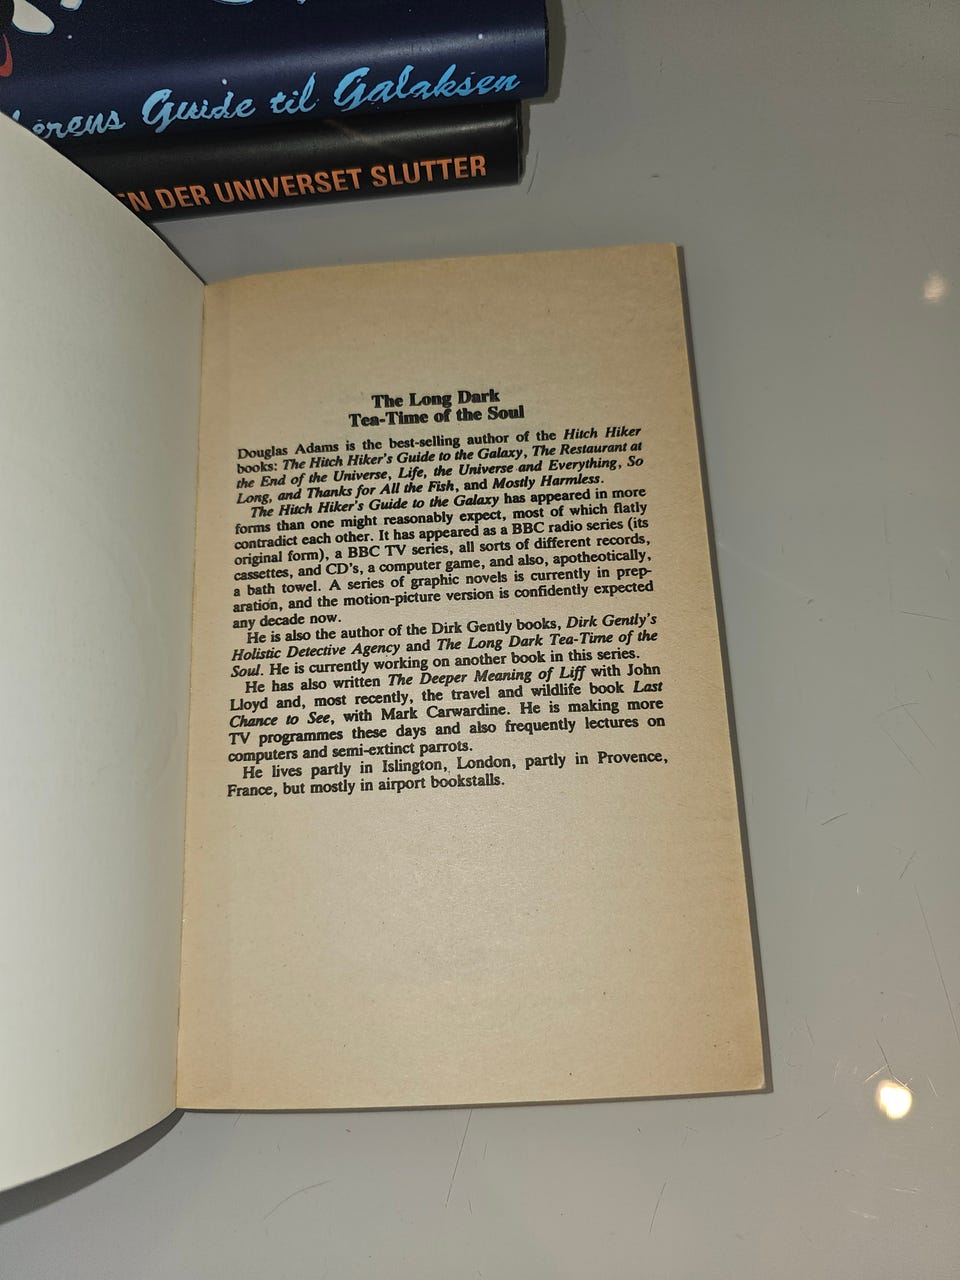 Guide til Galaksen
DER UNIVERSET SLUTTER
The Long Dark
Tea-Time of the Soul
Douglas Adams is the best-selling author of the Hitch Hiker
books: The Hitch Hiker's Guide to the Galaxy, The Restaurant at
the End of the Universe, Life, the Universe and Everything, So
Long, and Thanks for All the Fish, and Mostly Harmless.
The Hitch Hiker's Guide to the Galaxy has appeared in more
forms than one might reasonably expect, most of which flatly
contradict each other. It has appeared as a BBC radio series (its
original form), a BBC TV series, all sorts of different records,
cassettes, and CD's, a computer game, and also, apotheotically,
a bath towel. A series of graphic novels is currently in prep-
aration, and the motion-picture version is confidently expected
any decade now.
He is also the author of the Dirk Gently books, Dirk Gently's
Holistic Detective Agency and The Long Dark Tea-Time of the
Soul. He is currently working on another book in this series.
He has also written The Deeper Meaning of Liff with John
Lloyd and, most recently, the travel and wildlife book Last
Chance to See, with Mark Carwardine. He is making more
TV programmes these days and also frequently lectures on
computers and semi-extinct parrots.
He lives partly in Islington, London, partly in Provence,
France, but mostly in airport bookstalls.